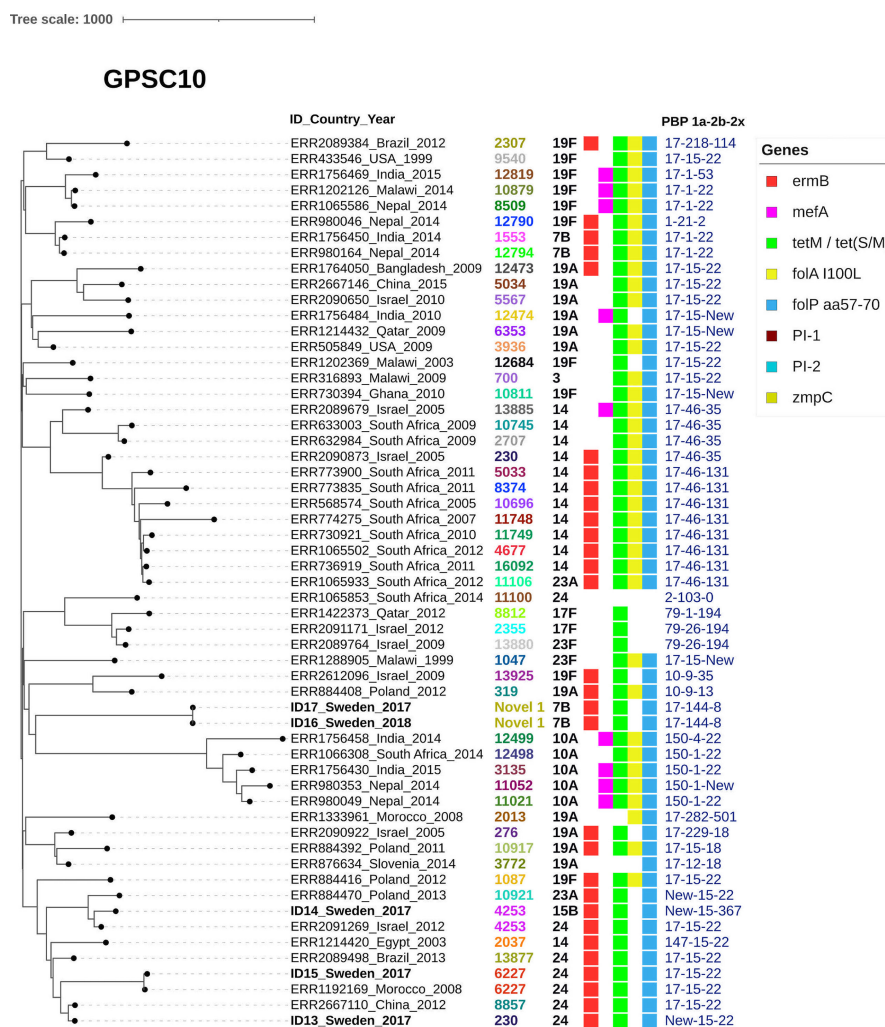 Tree scale: 1000
GPSC10
ID_Country_Year PBP 1a-2b-2x
ERR2089384_Brazil_2012 2307 19F 17-218-114
ERR433546_USA_1999 9540 19F 17-15-22
ERR1756469_India_2015 12819 19F 17-1-53
ERR1202126_Malawi_2014 10879 19F 17-1-22
ERR1065586_Nepal_2014 8509 19F 17-1-22
ERR980046_Nepal_2014 12790 19F 1-21-2
ERR1756450_India_2014 1553 7B 17-1-22
ERR980164_Nepal_2014 12794 7B 17-1-22
ERR1764050_Bangladesh_2009 12473 19A 17-15-22
ERR2667146_China_2015 5034 19A 17-15-22
ERR2090650_Israel_2010 5567 19A 17-15-22
ERR1756484_India_2010 12474 19A 17-15-New
ERR1214432_Qatar_2009 6353 19A 17-15-New
ERR505849_USA_2009 3936 19A 17-15-22
ERR1202369_Malawi_2003 12684 19F 17-15-22
ERR316893_Malawi_2009 700 3 17-15-22
ERR730394_Ghana_2010 10811 19F 17-15-New
ERR2089679_Israel_2005 13885 14 17-46-35
ERR633003_South Africa_2009 10745 14 17-46-35
ERR632984_South Africa_2009 2707 14 17-46-35
ERR2090873_Israel_2005 230 14 17-46-35
ERR773900_South Africa_2011 5033 14 17-46-131
ERR773835_South Africa_2011 8374 14 17-46-131
ERR568574_South Africa_2005 10696 14 17-46-131
ERR774275_South Africa_2007 11748 14 17-46-131
ERR730921_South Africa_2010 11749 14 17-46-131
ERR1065502_South Africa_2012 4677 14 17-46-131
ERR736919_South Africa_2011 16092 14 17-46-131
ERR1065933_South Africa_2012 11106 23A 17-46-131
ERR1065853_South Africa_2014 11100 24 2-103-0
ERR1422373_Qatar_2012 8812 17F 79-1-194
ERR2091171_Israel_2012 2355 17F 79-26-194
ERR2089764_Israel_2009 13880 23F 79-26-194
ERR1288905_Malawi_1999 1047 23F 17-15-New
ERR2612096_Israel_2009 13925 19F 10-9-35
ERR884408_Poland_2012 319 19A 10-9-13
ID17_Sweden_2017 Novel 1 7B 17-144-8
ID16_Sweden_2018 Novel 1 7B 17-144-8
ERR1756458_India_2014 12499 10A 150-4-22
ERR1066308_South Africa_2014 12498 10A 150-1-22
ERR1756430_India_2015 3135 10A 150-1-22
ERR980353_Nepal_2014 11052 10A 150-1-New
ERR980049_Nepal_2014 11021 10A 150-1-22
ERR1333961_Morocco_2008 2013 19A 17-282-501
ERR2090922_Israel_2005 276 19A 17-229-18
ERR884392_Poland_2011 10917 19A 17-15-18
ERR876634_Slovenia_2014 3772 19A 17-12-18
ERR884416_Poland_2012 1087 19F 17-15-22
ERR884470_Poland_2013 10921 23A New-15-22
ID14_Sweden_2017 4253 15B New-15-367
ERR2091269_Israel_2012 4253 24 17-15-22
ERR1214420_Egypt_2003 2037 14 147-15-22
ERR2089498_Brazil_2013 13877 24 17-15-22
ID15_Sweden_2017 6227 24 17-15-22
ERR1192169_Morocco_2008 6227 24 17-15-22
ERR2667110_China_2012 8857 24 17-15-22
ID13_Sweden_2017 230 24 New-15-22
Genes
ermB
mefA
tetM / tet(S/M
folA I100L
folP aa57-70
PI-1
PI-2
zmpC